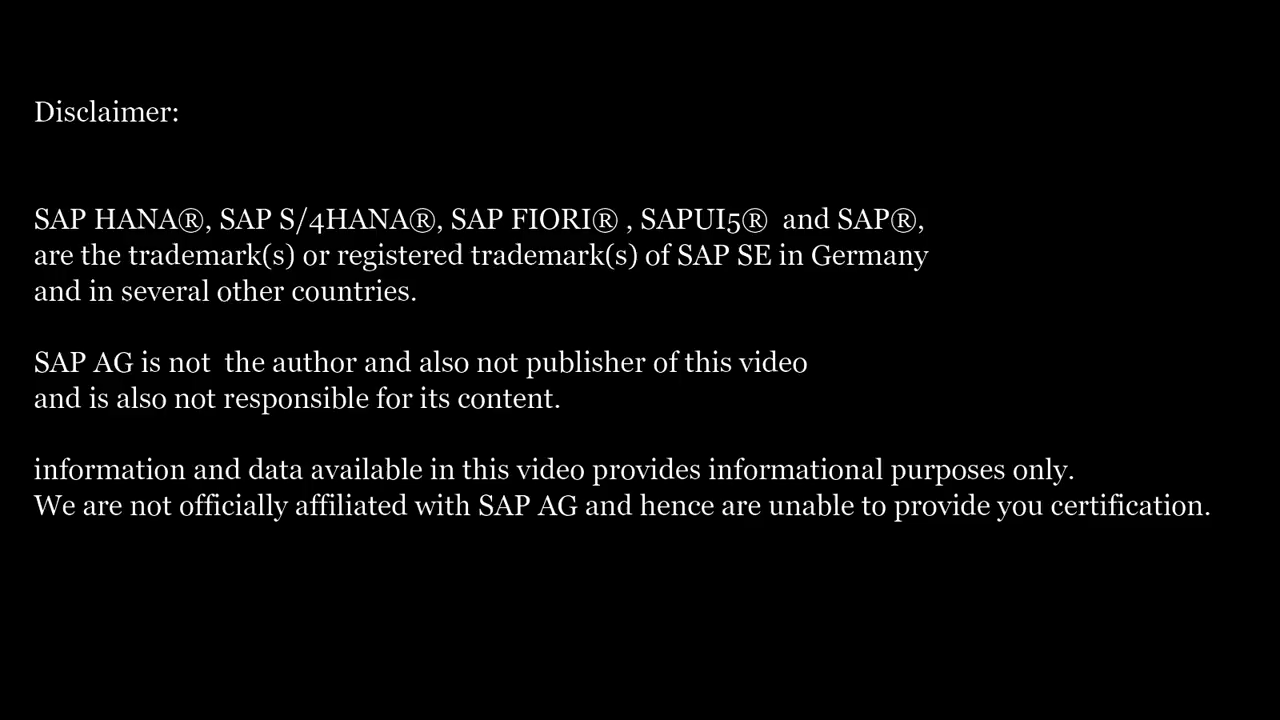 Disclaimer:
SAP HANA®, SAP S/4HANA®, SAP FIORI® , SAPUI5®  and SAP®,
are the trademark(s) or registered trademark(s) of SAP SE in Germany
and in several other countries.
SAP AG is not  the author and also not publisher of this video
and is also not responsible for its content.
information and data available in this video provides informational purposes only.
We are not officially affiliated with SAP AG and hence are unable to provide you certification.